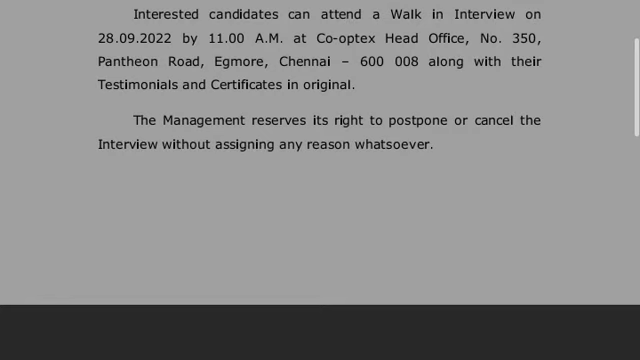 Interested candidates can attend a Walk in Interview on
28.09.2022 by 11.00 A.M. at Co-optex Head Office, No. 350,
Pantheon Road, Egmore, Chennai – 600 008 along with their
Testimonials and Certificates in original.
The Management reserves its right to postpone or cancel the
Interview without assigning any reason whatsoever.